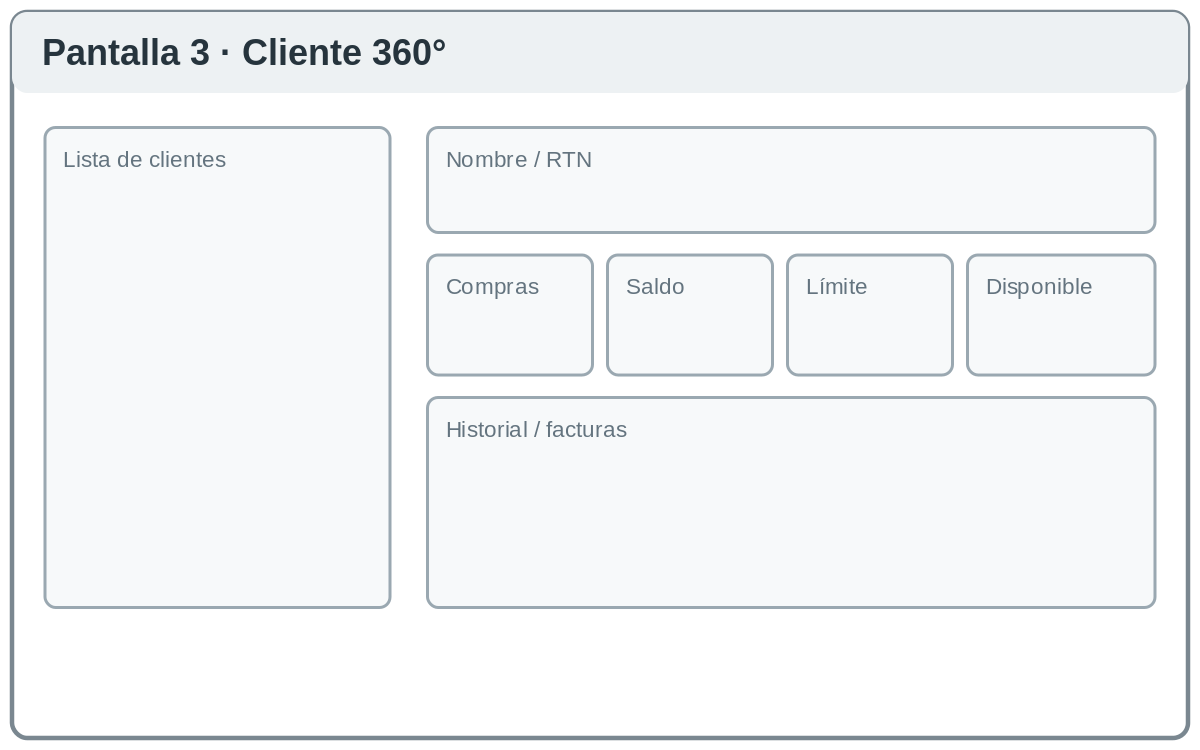 Pantalla 3 · Cliente 360°
Lista de clientes
Nombre / RTN
Compras
Saldo
Límite
Disponible
Historial / facturas